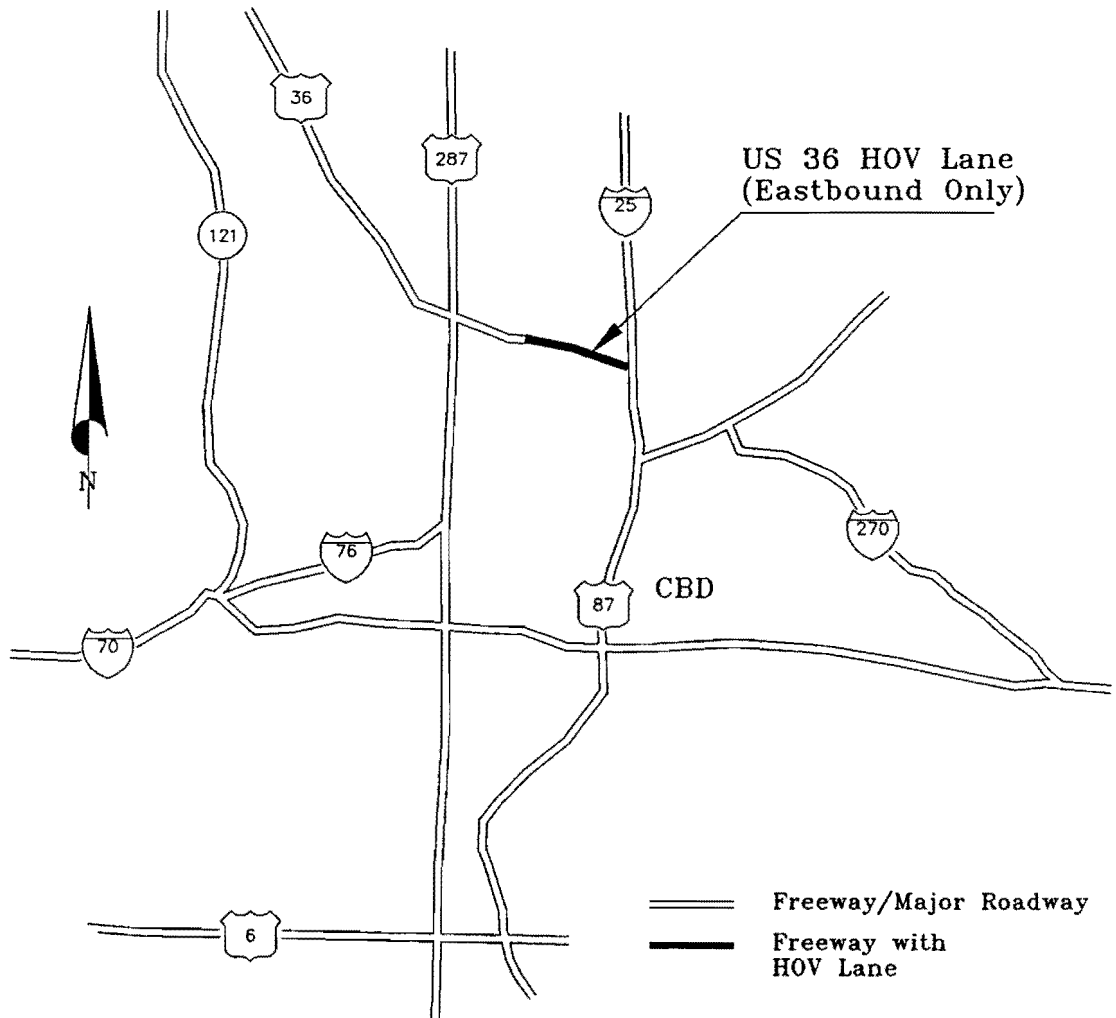 36
287
US 36 HOV Lane
(Eastbound Only)
25
121
N
76
270
87
CBD
70
6
Freeway/Major Roadway
Freeway with
HOV Lane